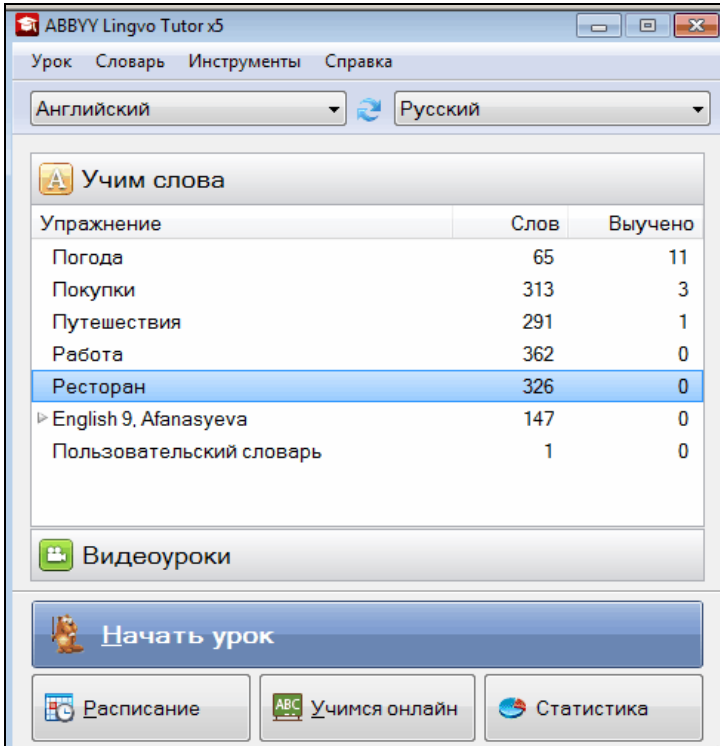 ABBYY Lingvo Tutor x5
Урок Словарь Инструменты Справка
Английский Русский
A Учим слова
Упражнение Слов Выучено
Погода 65 11
Покупки 313 3
Путешествия 291 1
Работа 362 0
Ресторан 326 0
English 9, Afanasyeva 147 0
Пользовательский словарь 1 0
Видеоуроки
Начать урок
Расписание ABC Учимся онлайн Статистика